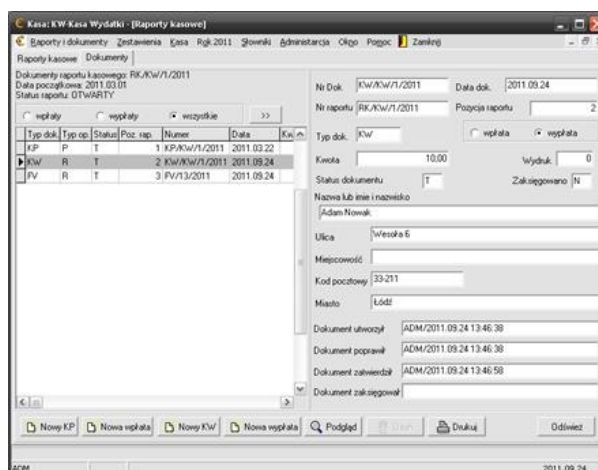 Kasa: KW-Kasa Wydatki - [Raporty kasowe]
Raporty i dokumenty Zestawienia Kasa Rok 2011 Słowniki Administracja Okno Pomoc Zamknij
Raporty kasowe Dokumenty
Dokumenty raportu kasowego: RK/KW/1/2011
Data początkowa: 2011.03.01
Status raportu: OTWARTY
wpłaty wypłaty wszystkie >>
Typ dok. Typ op. Status Poz. rap. Numer Data Kw
KP P T 1 KP/KW/1/2011 2011.03.22
KW R T 2 KW/KW/1/2011 2011.09.24
FV R T 3 FV/13/2011 2011.09.24
Nr Dok. KW/KW/1/2011 Data dok. 2011.09.24
Nr raportu RK/KW/1/2011 Pozycja raportu 2
Typ dok. KW wpłata wypłata
Kwota 10,00 Wydruk 0
Status dokumentu T Zaksięgowano N
Nazwa lub imie i nazwisko
Adam Nowak
Ulica Wesoła 6
Miejscowość
Kod pocztowy 33-211
Miasto Łódź
Dokument utworzył ADM/2011.09.24 13:46:38
Dokument poprawił ADM/2011.09.24 13:46:38
Dokument zatwierdził ADM/2011.09.24 13:46:58
Dokument zaksięgował
Nowy KP Nowa wpłata Nowy KW Nowa wypłata Podgląd Drukuj Odśwież
ADM 2011.09.24